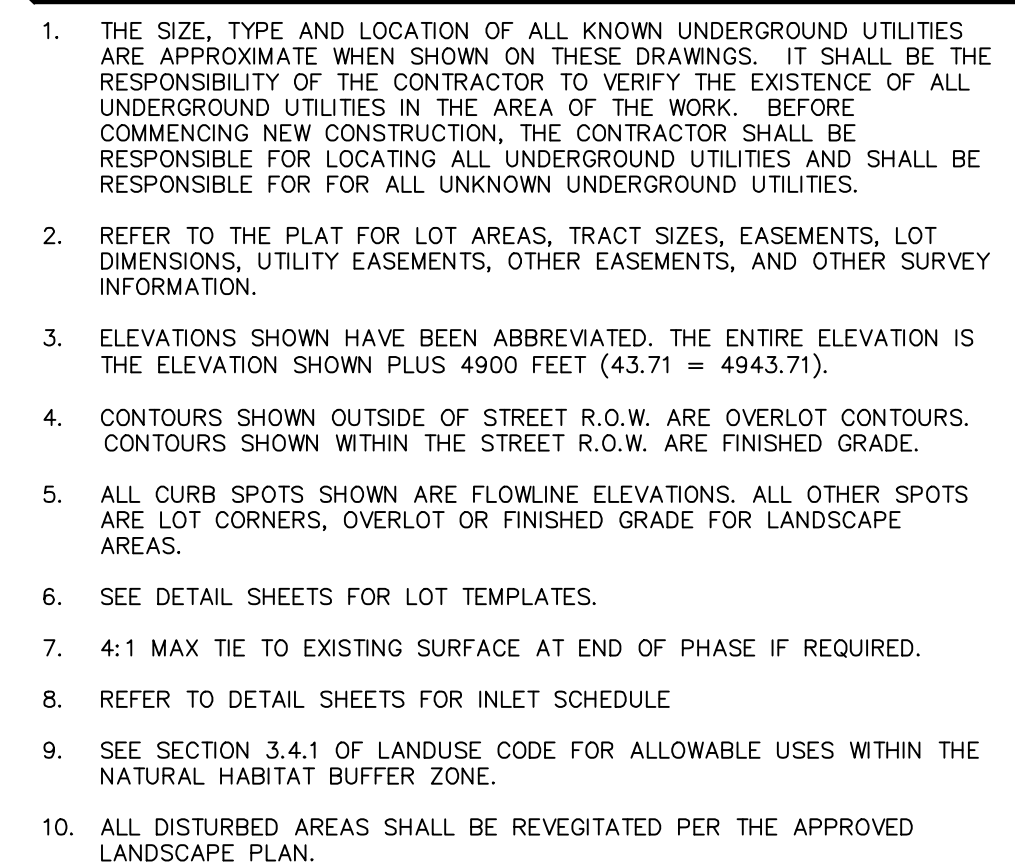 1. THE SIZE, TYPE AND LOCATION OF ALL KNOWN UNDERGROUND UTILITIES
ARE APPROXIMATE WHEN SHOWN ON THESE DRAWINGS. IT SHALL BE THE
RESPONSIBILITY OF THE CONTRACTOR TO VERIFY THE EXISTENCE OF ALL
UNDERGROUND UTILITIES IN THE AREA OF THE WORK. BEFORE
COMMENCING NEW CONSTRUCTION, THE CONTRACTOR SHALL BE
RESPONSIBLE FOR LOCATING ALL UNDERGROUND UTILITIES AND SHALL BE
RESPONSIBLE FOR FOR ALL UNKNOWN UNDERGROUND UTILITIES.
2. REFER TO THE PLAT FOR LOT AREAS, TRACT SIZES, EASEMENTS, LOT
DIMENSIONS, UTILITY EASEMENTS, OTHER EASEMENTS, AND OTHER SURVEY
INFORMATION.
3. ELEVATIONS SHOWN HAVE BEEN ABBREVIATED. THE ENTIRE ELEVATION IS
THE ELEVATION SHOWN PLUS 4900 FEET (43.71 = 4943.71).
4. CONTOURS SHOWN OUTSIDE OF STREET R.O.W. ARE OVERLOT CONTOURS.
CONTOURS SHOWN WITHIN THE STREET R.O.W. ARE FINISHED GRADE.
5. ALL CURB SPOTS SHOWN ARE FLOWLINE ELEVATIONS. ALL OTHER SPOTS
ARE LOT CORNERS, OVERLOT OR FINISHED GRADE FOR LANDSCAPE
AREAS.
6. SEE DETAIL SHEETS FOR LOT TEMPLATES.
7. 4:1 MAX TIE TO EXISTING SURFACE AT END OF PHASE IF REQUIRED.
8. REFER TO DETAIL SHEETS FOR INLET SCHEDULE
9. SEE SECTION 3.4.1 OF LANDUSE CODE FOR ALLOWABLE USES WITHIN THE
NATURAL HABITAT BUFFER ZONE.
10. ALL DISTURBED AREAS SHALL BE REVEGITATED PER THE APPROVED
LANDSCAPE PLAN.